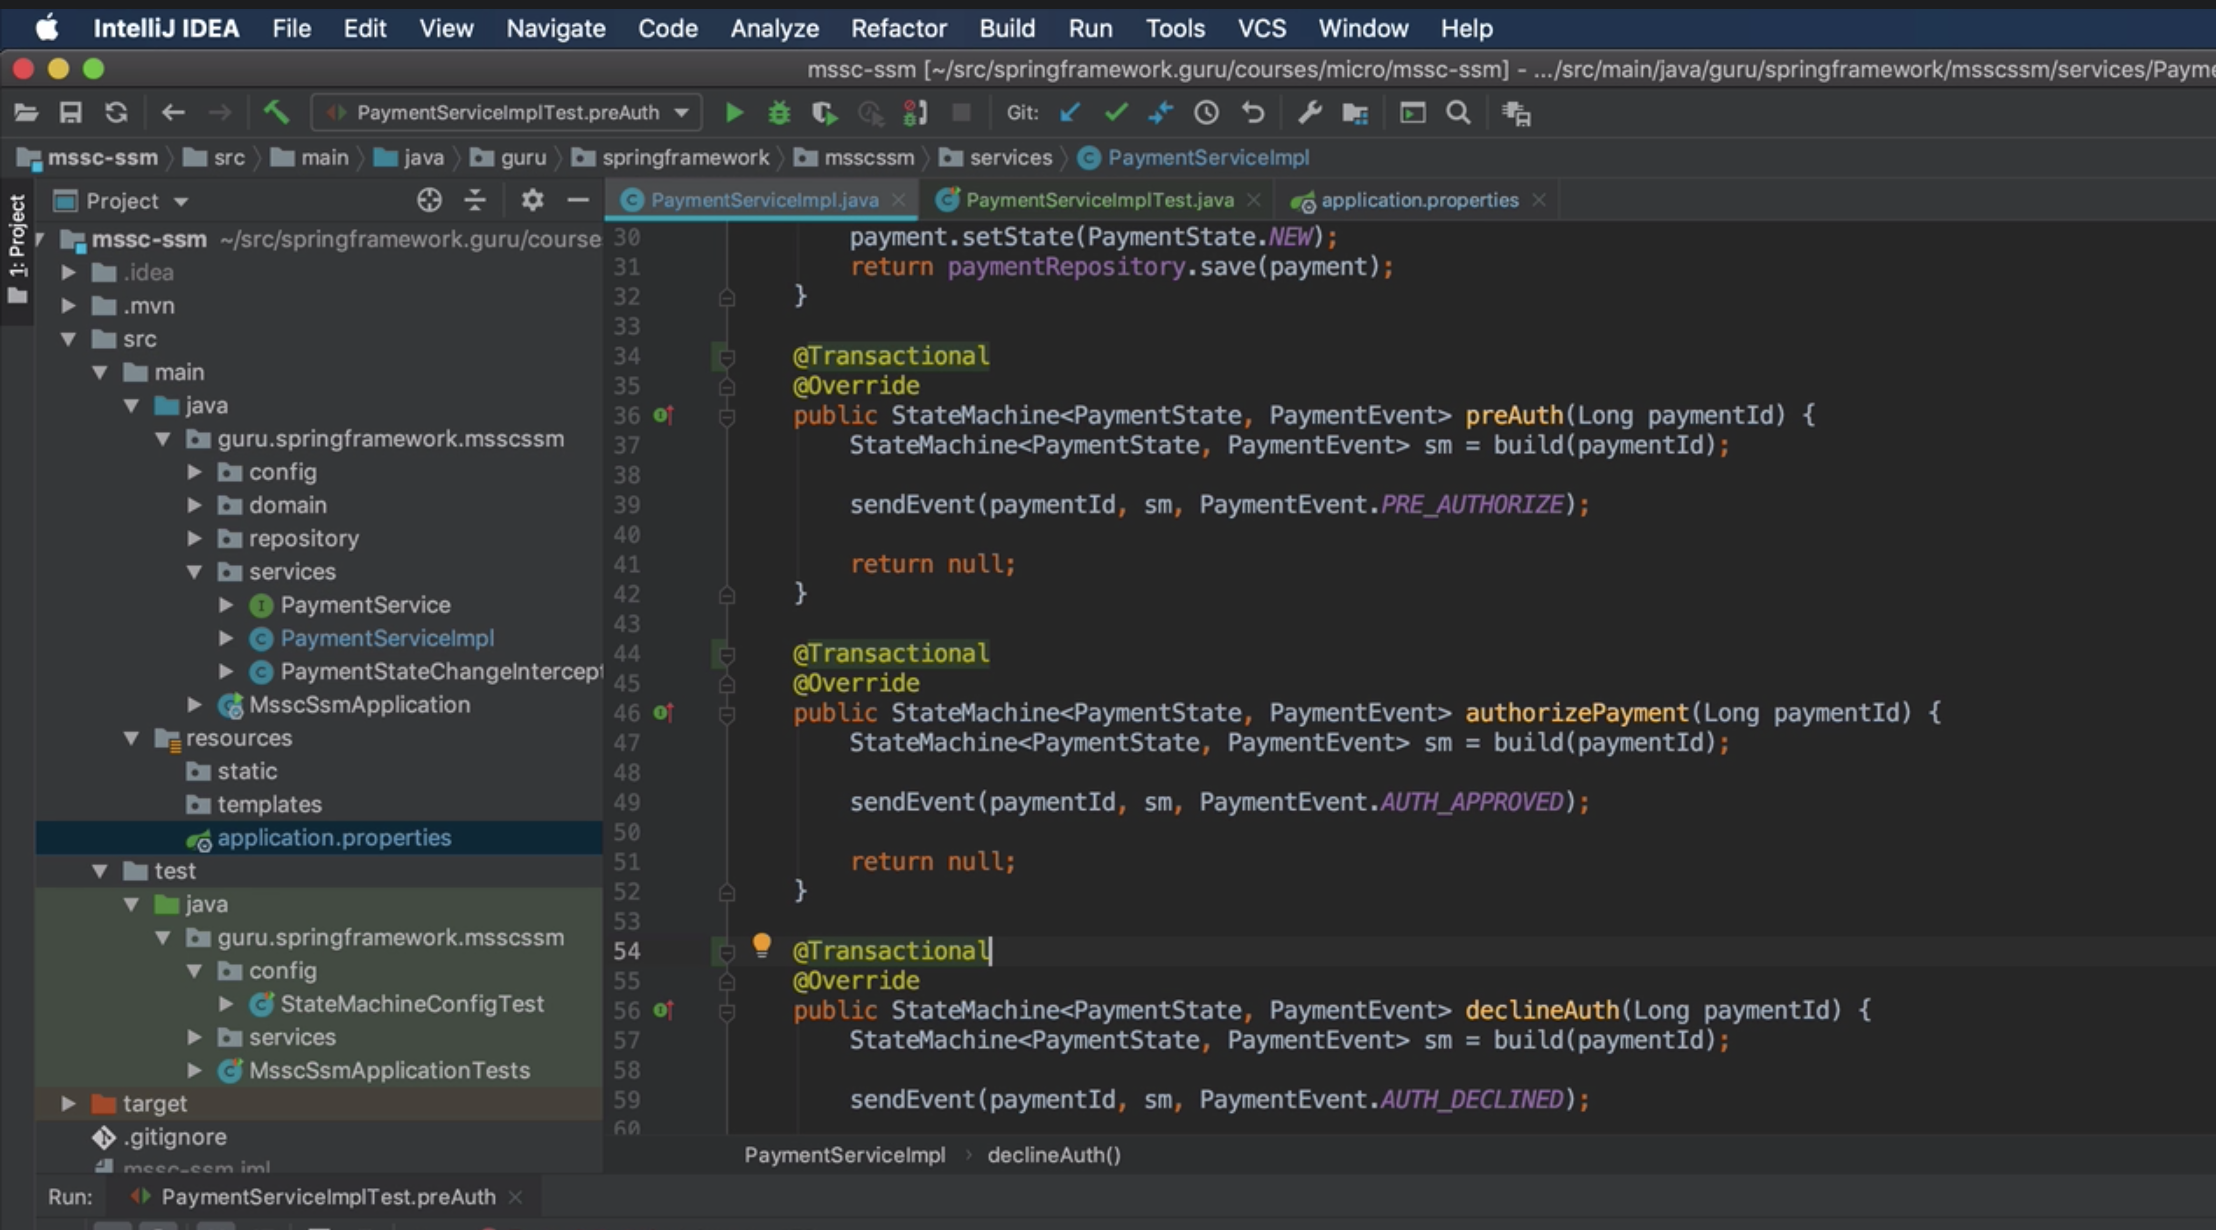 IntelliJ IDEA File Edit View Navigate Code Analyze Refactor Build Run Tools VCS Window Help
mssc-ssm [~/src/springframework.guru/courses/micro/mssc-ssm] - .../src/main/java/guru/springframework/msscssm/services/Payme
PaymentServiceImplTest.preAuth Git:
mssc-ssm src main java guru springframework msscssm services PaymentServiceImpl
1: Project
Project
mssc-ssm ~/src/springframework.guru/course
.idea
.mvn
src
main
java
guru.springframework.msscssm
config
domain
repository
services
PaymentService
PaymentServiceImpl
PaymentStateChangeIntercept
MsscSsmApplication
resources
static
templates
application.properties
test
java
guru.springframework.msscssm
config
StateMachineConfigTest
services
MsscSsmApplicationTests
target
.gitignore
mssc-ssm.iml
PaymentServiceImpl.java PaymentServiceImplTest.java application.properties
30 payment.setState(PaymentState.NEW);
31 return paymentRepository.save(payment);
32 }
33
34 @Transactional
35 @Override
36 public StateMachine<PaymentState, PaymentEvent> preAuth(Long paymentId) {
37 StateMachine<PaymentState, PaymentEvent> sm = build(paymentId);
38
39 sendEvent(paymentId, sm, PaymentEvent.PRE_AUTHORIZE);
40
41 return null;
42 }
43
44 @Transactional
45 @Override
46 public StateMachine<PaymentState, PaymentEvent> authorizePayment(Long paymentId) {
47 StateMachine<PaymentState, PaymentEvent> sm = build(paymentId);
48
49 sendEvent(paymentId, sm, PaymentEvent.AUTH_APPROVED);
50
51 return null;
52 }
53
54 @Transactional
55 @Override
56 public StateMachine<PaymentState, PaymentEvent> declineAuth(Long paymentId) {
57 StateMachine<PaymentState, PaymentEvent> sm = build(paymentId);
58
59 sendEvent(paymentId, sm, PaymentEvent.AUTH_DECLINED);
60
PaymentServiceImpl declineAuth()
Run: PaymentServiceImplTest.preAuth